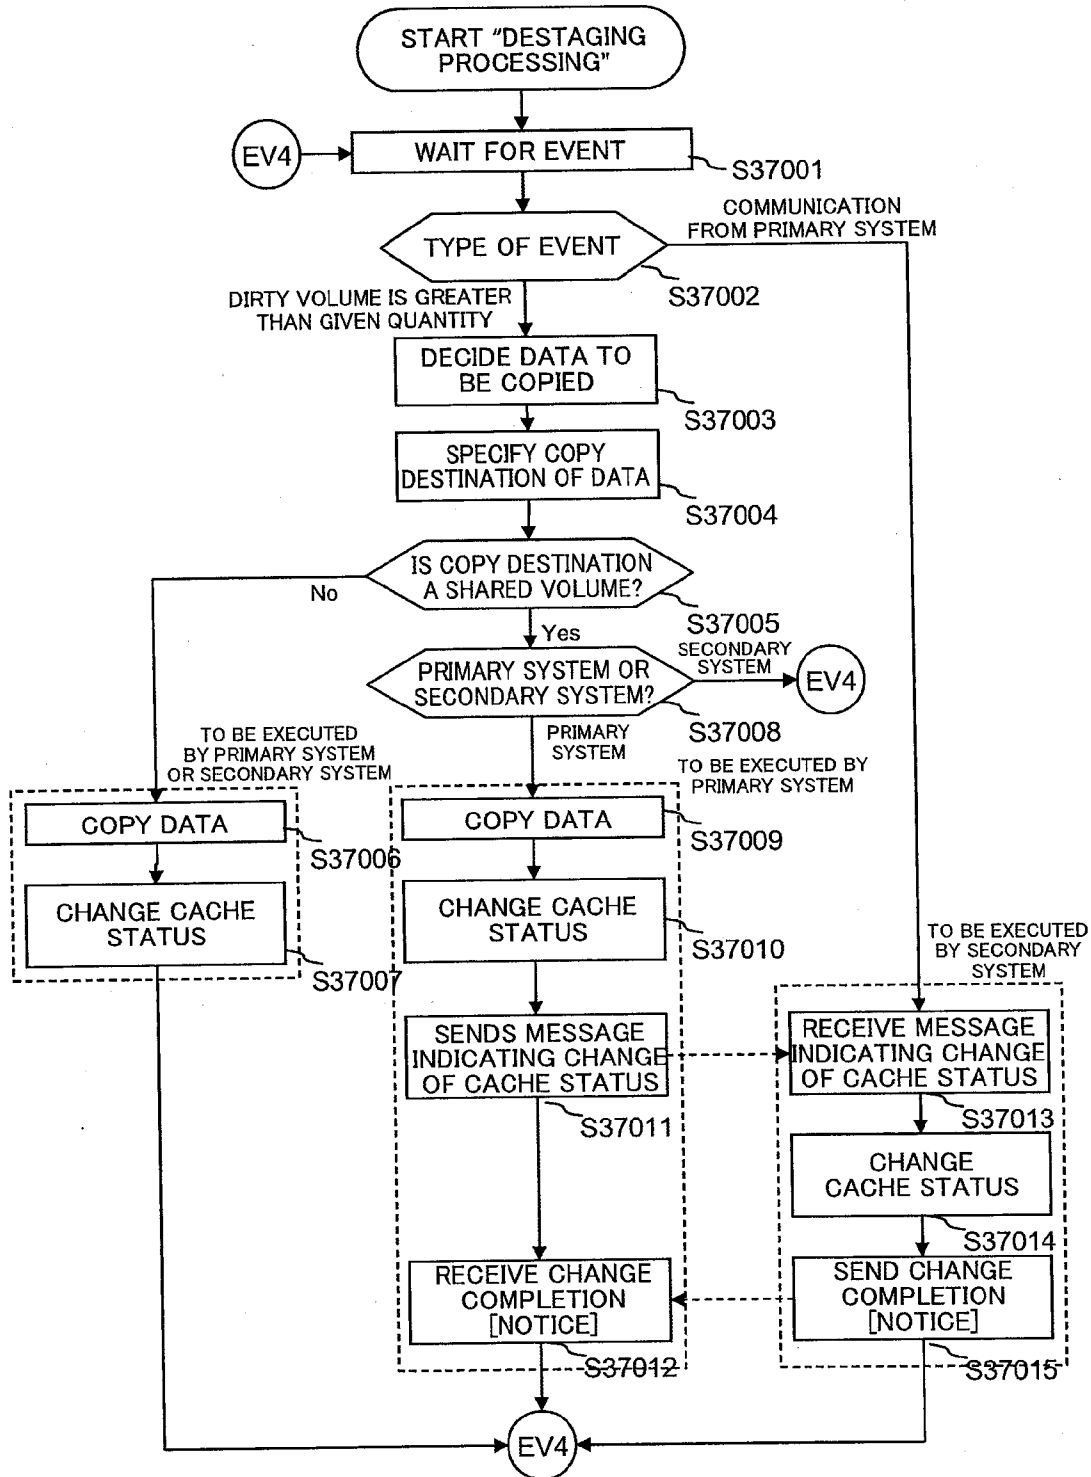 START "DESTAGING
PROCESSING"
EV4
WAIT FOR EVENT
S37001
COMMUNICATION
FROM PRIMARY SYSTEM
TYPE OF EVENT
S37002
DIRTY VOLUME IS GREATER
THAN GIVEN QUANTITY
DECIDE DATA TO
BE COPIED
S37003
SPECIFY COPY
DESTINATION OF DATA
S37004
IS COPY DESTINATION
A SHARED VOLUME?
No
S37005
Yes
SECONDARY
SYSTEM
PRIMARY SYSTEM OR
SECONDARY SYSTEM?
EV4
S37008
PRIMARY
SYSTEM
TO BE EXECUTED
BY PRIMARY SYSTEM
OR SECONDARY SYSTEM
TO BE EXECUTED BY
PRIMARY SYSTEM
COPY DATA
S37006
COPY DATA
S37009
CHANGE CACHE
STATUS
S37007
CHANGE CACHE
STATUS
S37010
TO BE EXECUTED
BY SECONDARY
SYSTEM
SENDS MESSAGE
INDICATING CHANGE
OF CACHE STATUS
S37011
RECEIVE MESSAGE
INDICATING CHANGE
OF CACHE STATUS
S37013
CHANGE
CACHE STATUS
S37014
RECEIVE CHANGE
COMPLETION
[NOTICE]
S37012
SEND CHANGE
COMPLETION
[NOTICE]
S37015
EV4